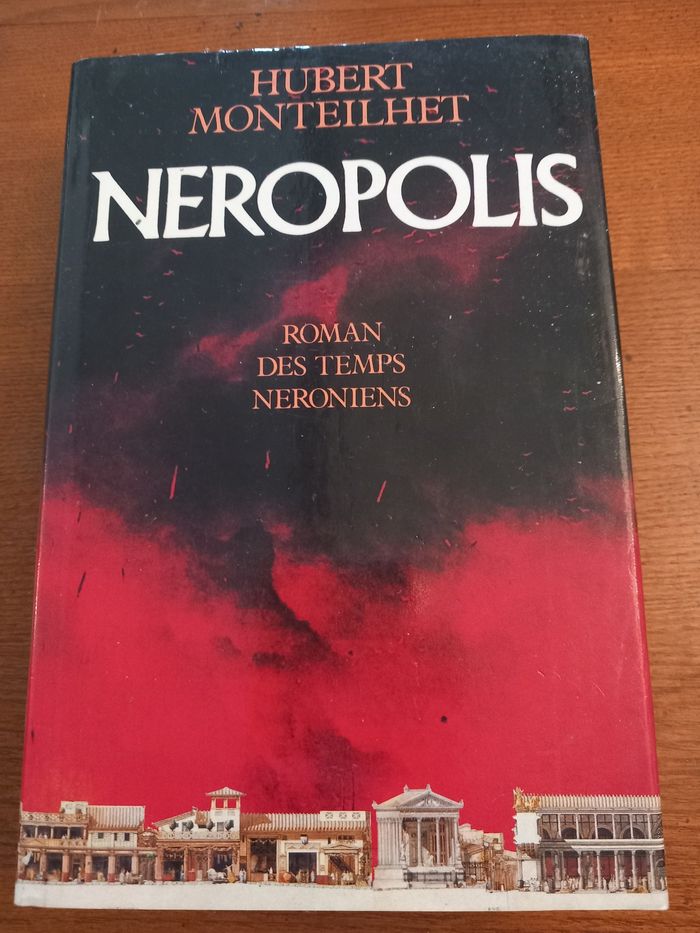 HUBERT
MONTEILHET
NEROPOLIS
ROMAN
DES TEMPS
NERONIENS